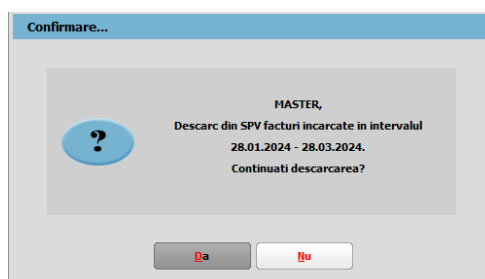 Confirmare...
MASTER,
Descarc din SPV facturi incarcate in intervalul
28.01.2024 - 28.03.2024.
Continuati descarcarea?
?
Da
Nu